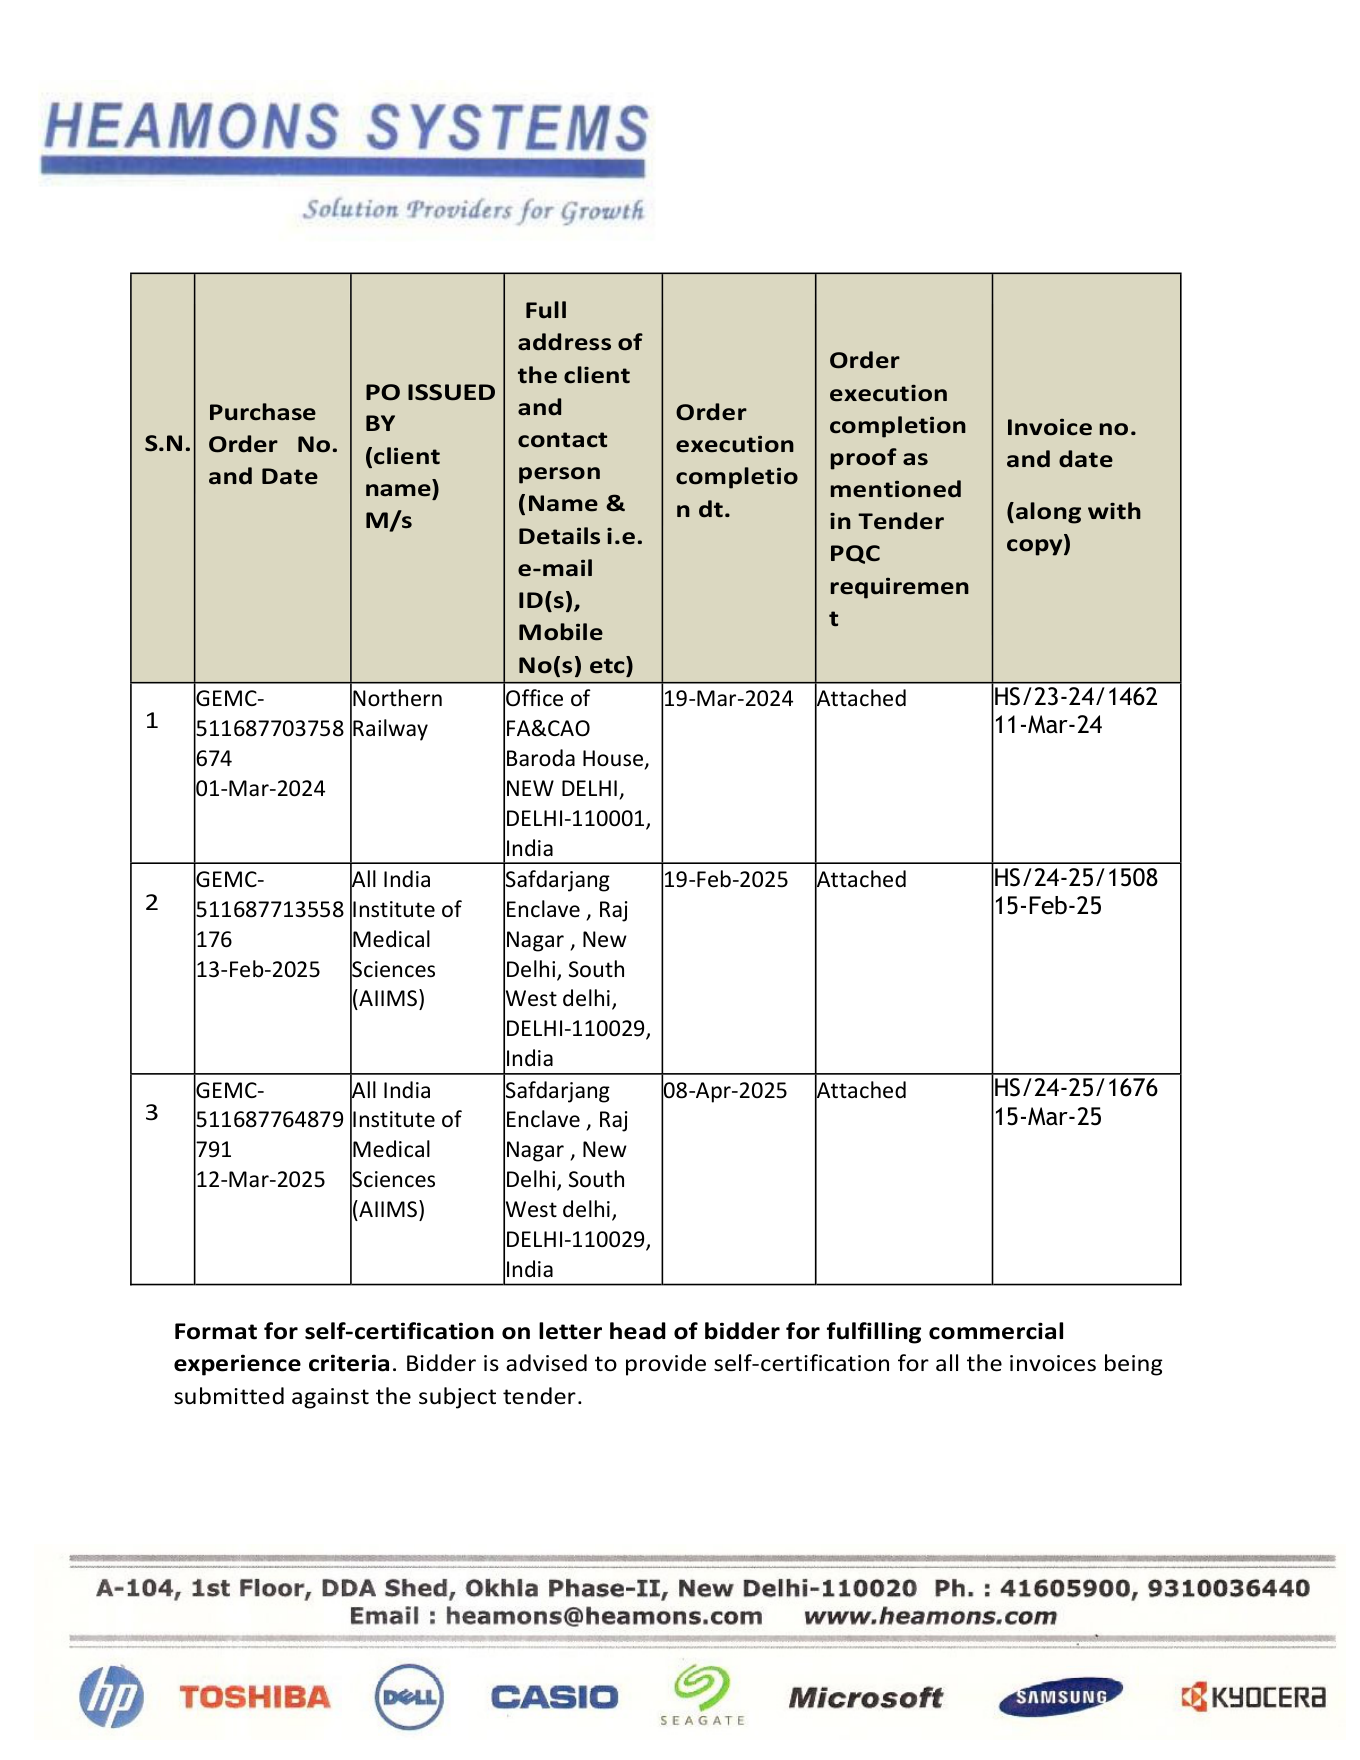 HEAMONS SYSTEMS
Solution Providers for Growth
S.N.
Purchase
Order No.
and Date
PO ISSUED
BY
(client
name)
M/s
Full
address of
the client
and
contact
person
(Name &
Details i.e.
e-mail
ID(s),
Mobile
No(s) etc)
Order
execution
completio
n dt.
Order
execution
completion
proof as
mentioned
in Tender
PQC
requiremen
t
Invoice no.
and date
(along with
copy)
1
GEMC-
511687703758
674
01-Mar-2024
Northern
Railway
Office of
FA&CAO
Baroda House,
NEW DELHI,
DELHI-110001,
India
19-Mar-2024
Attached
HS/23-24/1462
11-Mar-24
2
GEMC-
511687713558
176
13-Feb-2025
All India
Institute of
Medical
Sciences
(AIIMS)
Safdarjang
Enclave , Raj
Nagar , New
Delhi, South
West delhi,
DELHI-110029,
India
19-Feb-2025
Attached
HS/24-25/1508
15-Feb-25
3
GEMC-
511687764879
791
12-Mar-2025
All India
Institute of
Medical
Sciences
(AIIMS)
Safdarjang
Enclave , Raj
Nagar , New
Delhi, South
West delhi,
DELHI-110029,
India
08-Apr-2025
Attached
HS/24-25/1676
15-Mar-25
Format for self-certification on letter head of bidder for fulfilling commercial
experience criteria. Bidder is advised to provide self-certification for all the invoices being
submitted against the subject tender.
A-104, 1st Floor, DDA Shed, Okhla Phase-II, New Delhi-110020 Ph. : 41605900, 9310036440
Email : heamons@heamons.com www.heamons.com
hp TOSHIBA DELL CASIO SEAGATE Microsoft SAMSUNG KYOCERA